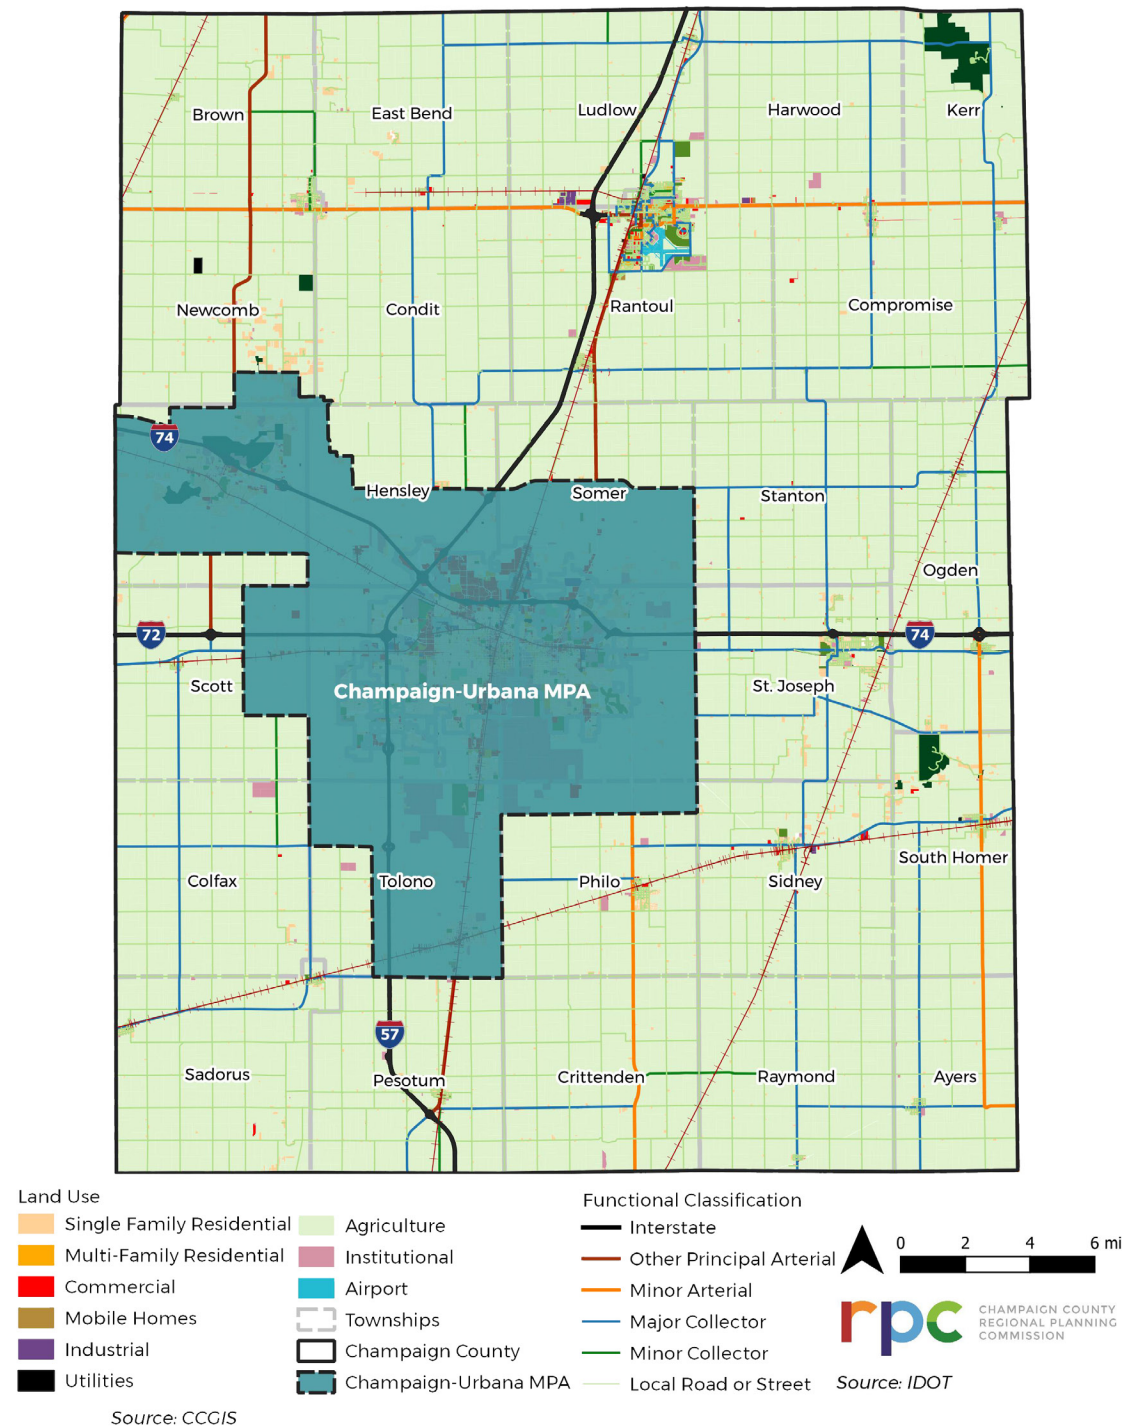 Brown
East Bend
Ludlow
Harwood
Kerr
Newcomb
Condit
Rantoul
Compromise
74
Hensley
Somer
Stanton
Ogden
72
74
Scott
Champaign-Urbana MPA
St. Joseph
Colfax
Tolono
Philo
Sidney
South Homer
57
Sadorus
Pesotum
Crittenden
Raymond
Ayers
Land Use
Single Family Residential
Multi-Family Residential
Commercial
Mobile Homes
Industrial
Utilities
Agriculture
Institutional
Airport
Townships
Champaign County
Champaign-Urbana MPA
Source: CCGIS
Functional Classification
Interstate
Other Principal Arterial
Minor Arterial
Major Collector
Minor Collector
Local Road or Street
0 2 4 6 mi
rpc
CHAMPAIGN COUNTY
REGIONAL PLANNING
COMMISSION
Source: IDOT